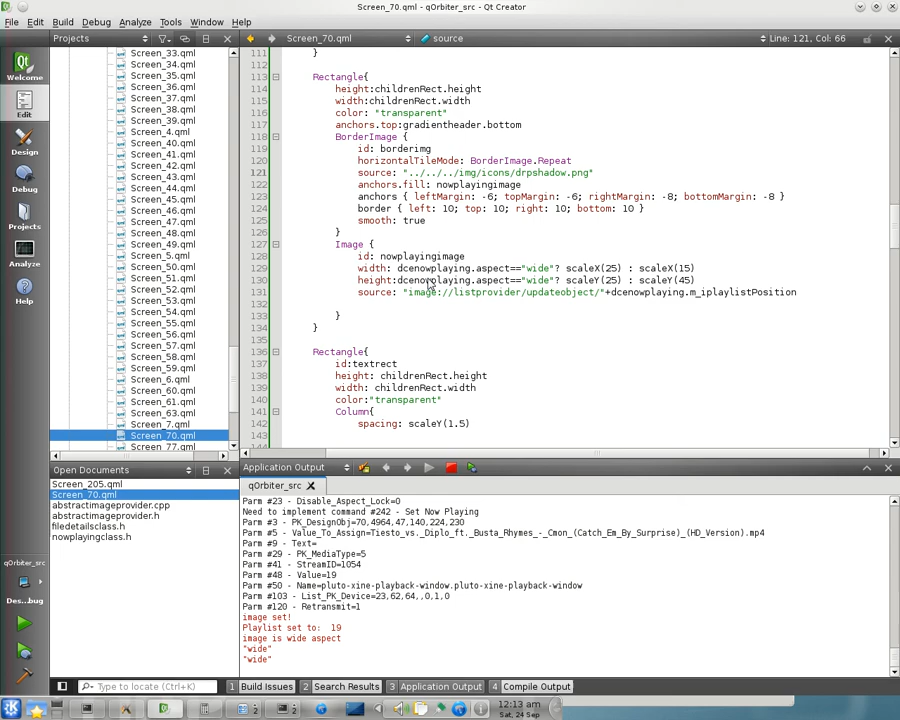 Screen_70.qml - qOrbiter_src - Qt Creator
File Edit Build Debug Analyze Tools Window Help
Projects
Screen_70.qml
source
Line: 121, Col: 66
Welcome
Edit
Design
Debug
Projects
Analyze
Help
qOrbiter_src
Des...bug
Screen_33.qml
Screen_34.qml
Screen_35.qml
Screen_36.qml
Screen_37.qml
Screen_38.qml
Screen_39.qml
Screen_4.qml
Screen_40.qml
Screen_41.qml
Screen_42.qml
Screen_43.qml
Screen_44.qml
Screen_45.qml
Screen_46.qml
Screen_47.qml
Screen_48.qml
Screen_49.qml
Screen_5.qml
Screen_50.qml
Screen_51.qml
Screen_52.qml
Screen_53.qml
Screen_54.qml
Screen_55.qml
Screen_56.qml
Screen_57.qml
Screen_58.qml
Screen_59.qml
Screen_6.qml
Screen_60.qml
Screen_61.qml
Screen_63.qml
Screen_7.qml
Screen_70.qml
Screen_77.qml
Open Documents
Screen_205.qml
Screen_70.qml
abstractimageprovider.cpp
abstractimageprovider.h
filedetailsclass.h
nowplayingclass.h
111 }
112
113 Rectangle{
114 height:childrenRect.height
115 width:childrenRect.width
116 color: "transparent"
117 anchors.top:gradientheader.bottom
118 BorderImage {
119 id: borderimg
120 horizontalTileMode: BorderImage.Repeat
121 source: "../../../img/icons/drpshadow.png"
122 anchors.fill: nowplayingimage
123 anchors { leftMargin: -6; topMargin: -6; rightMargin: -8; bottomMargin: -8 }
124 border { left: 10; top: 10; right: 10; bottom: 10 }
125 smooth: true
126 }
127 Image {
128 id: nowplayingimage
129 width: dcenowplaying.aspect=="wide"? scaleX(25) : scaleX(15)
130 height:dcenowplaying.aspect=="wide"? scaleY(25) : scaleY(45)
131 source: "image://listprovider/updateobject/"+dcenowplaying.m_iplaylistPosition
132
133 }
134 }
135
136 Rectangle{
137 id:textrect
138 height: childrenRect.height
139 width: childrenRect.width
140 color:"transparent"
141 Column{
142 spacing: scaleY(1.5)
143
Application Output
qOrbiter_src
Parm #23 - Disable_Aspect_Lock=0
Need to implement command #242 - Set Now Playing
Parm #3 - PK_DesignObj=70,4964,47,140,224,230
Parm #5 - Value_To_Assign=Tiesto_vs._Diplo_ft._Busta_Rhymes_-_Cmon_(Catch_Em_By_Surprise)_(HD_Version).mp4
Parm #9 - Text=
Parm #29 - PK_MediaType=5
Parm #41 - StreamID=1054
Parm #48 - Value=19
Parm #50 - Name=pluto-xine-playback-window.pluto-xine-playback-window
Parm #103 - List_PK_Device=23,62,64,,0,1,0
Parm #120 - Retransmit=1
image set!
Playlist set to: 19
image is wide aspect
"wide"
"wide"
Type to locate (Ctrl+K)
1 Build Issues 2 Search Results 3 Application Output 4 Compile Output
12:13 am
Sat, 24 Sep